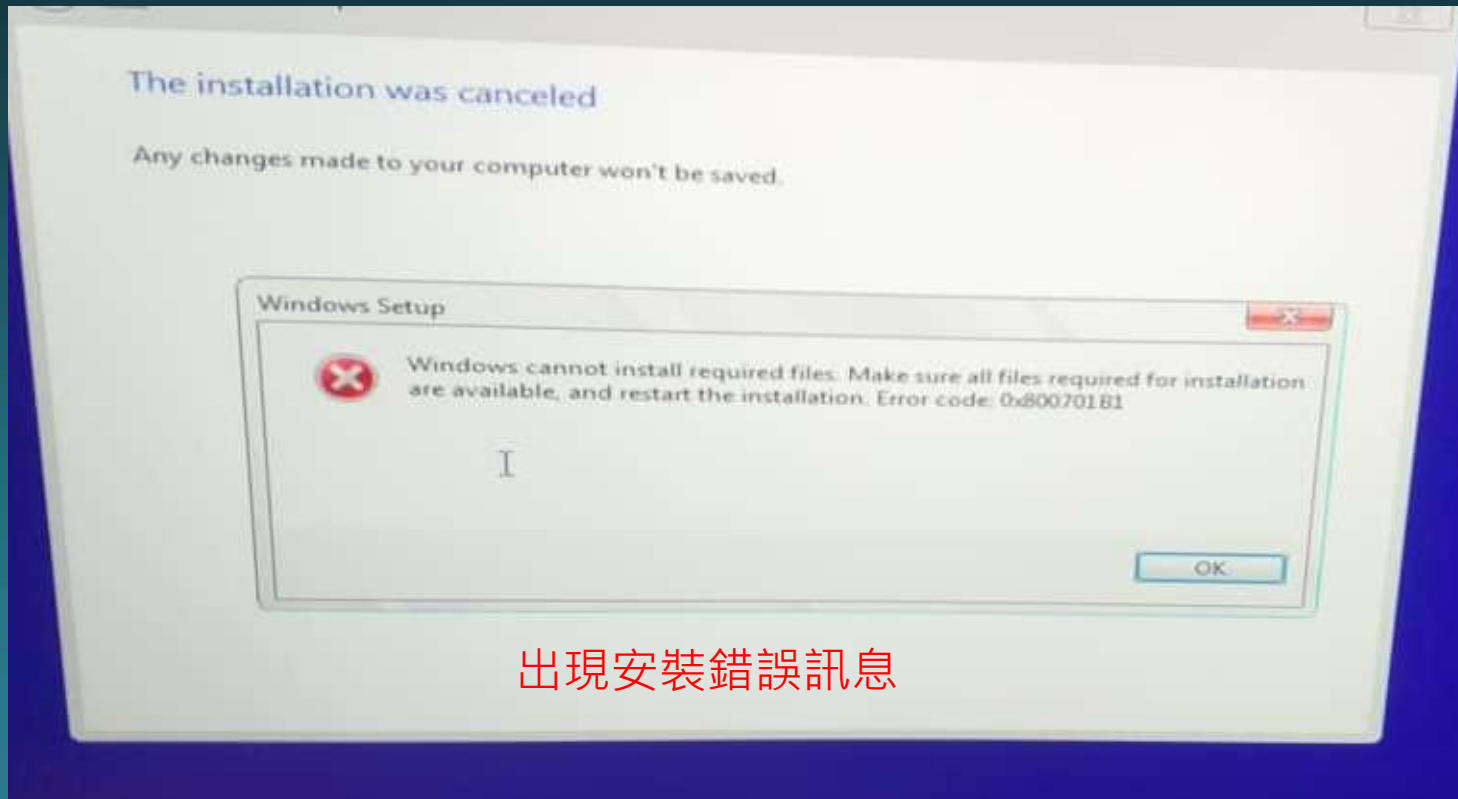 The installation was canceled
Any changes made to your computer won't be saved.
Windows Setup
Windows cannot install required files. Make sure all files required for installation
are available, and restart the installation. Error code: 0x800701B1
OK
出現安裝錯誤訊息